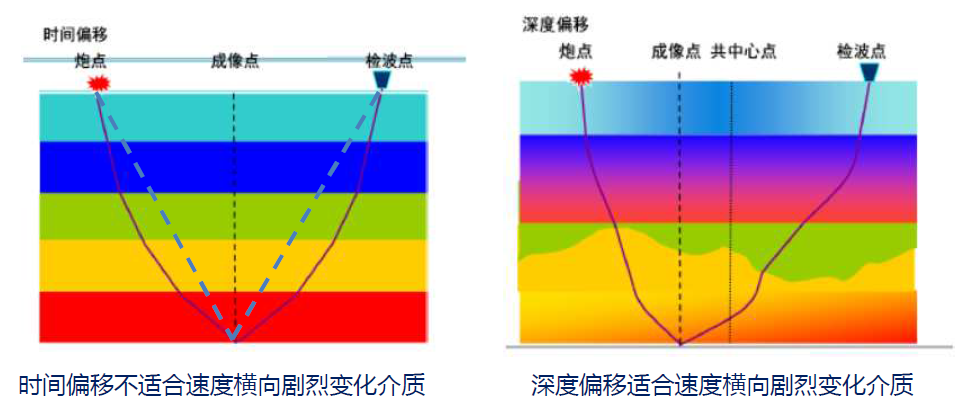 时间偏移
炮点
成像点
检波点
时间偏移不适合速度横向剧烈变化介质
深度偏移
炮点
成像点
共中心点
检波点
深度偏移适合速度横向剧烈变化介质